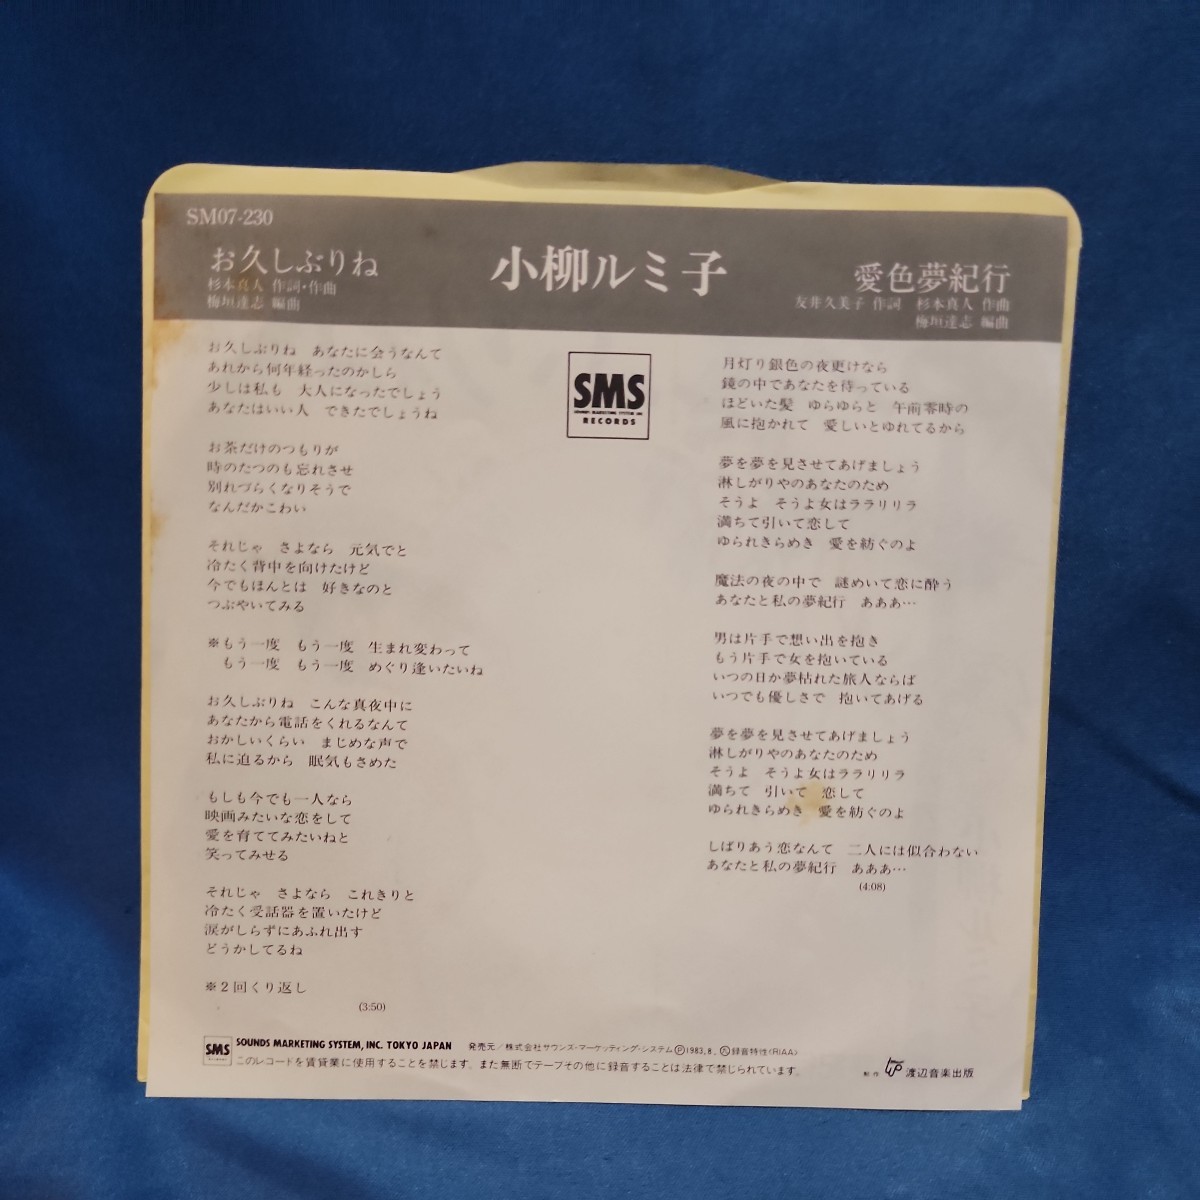 SM07-230
お久しぶりね
杉本真人 作詞・作曲
梅垣達志 編曲
小柳ルミ子
愛色夢紀行
友井久美子 作詞 杉本真人 作曲
梅垣達志 編曲
お久しぶりね あなたに会うなんて
あれから何年経ったのかしら
少しは私も 大人になったでしょう
あなたはいい人 できたでしょうね
お茶だけのつもりが
時のたつのも忘れさせ
別れづらくなりそうで
なんだかこわい
それじゃ さよなら 元気でと
冷たく背中を向けたけど
今でもほんとは 好きなのと
つぶやいてみる
※もう一度 もう一度 生まれ変わって
もう一度 もう一度 めぐり逢いたいね
お久しぶりね こんな真夜中に
あなたから電話をくれるなんて
おかしいくらい まじめな声で
私に迫るから 眠気もさめた
もしも今でも一人なら
映画みたいな恋をして
愛を育ててみたいねと
笑ってみせる
それじゃ さよなら これきりと
冷たく受話器を置いたけど
涙がしらずにあふれ出す
どうかしてるね
※2回くり返し
(3:50)
SMS
SOUNDS MARKETING SYSTEM INC
RECORDS
月灯り銀色の夜更けなら
鏡の中であなたを待っている
ほどいた髪 ゆらゆらと 午前零時の
風に抱かれて 愛しいとゆれてるから
夢を夢を見させてあげましょう
淋しがりやのあなたのため
そうよ そうよ女はララリリラ
満ちて引いて恋して
ゆられきらめき 愛を紡ぐのよ
魔法の夜の中で 謎めいて恋に酔う
あなたと私の夢紀行 あああ…
男は片手で想い出を抱き
もう片手で女を抱いている
いつの日か夢枯れた旅人ならば
いつでも優しさで 抱いてあげる
夢を夢を見させてあげましょう
淋しがりやのあなたのため
そうよ そうよ女はララリリラ
満ちて 引いて 恋して
ゆられきらめき 愛を紡ぐのよ
しばりあう恋なんて 二人には似合わない
あなたと私の夢紀行 あああ…
(4:08)
SMS
RECORDS
SOUNDS MARKETING SYSTEM, INC. TOKYO JAPAN 発売元/株式会社サウンズ・マーケッティング・システム Ⓟ1983, 8, Ⓡ録音特性(RIAA)
このレコードを賃貸業に使用することを禁じます。また無断でテープその他に録音することは法律で禁じられています。
制作 渡辺音楽出版